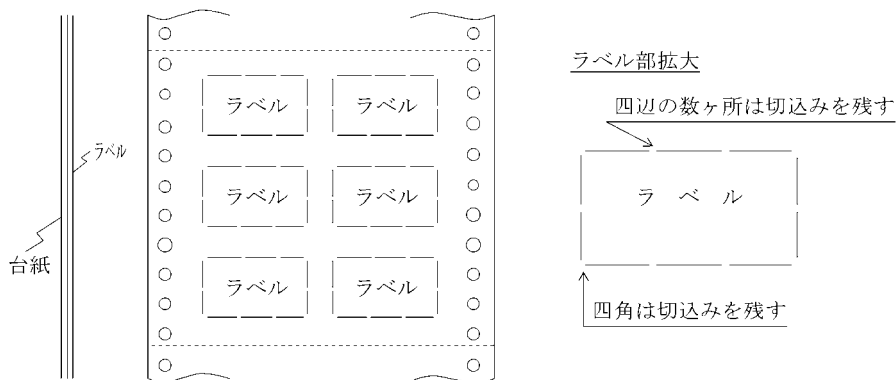 ラベル部拡大
四辺の数ヶ所は切込みを残す
ラベル ラベル
ラベル
ラベル
ラベル ラベル
台紙
ラベル ラベル
四角は切込みを残す